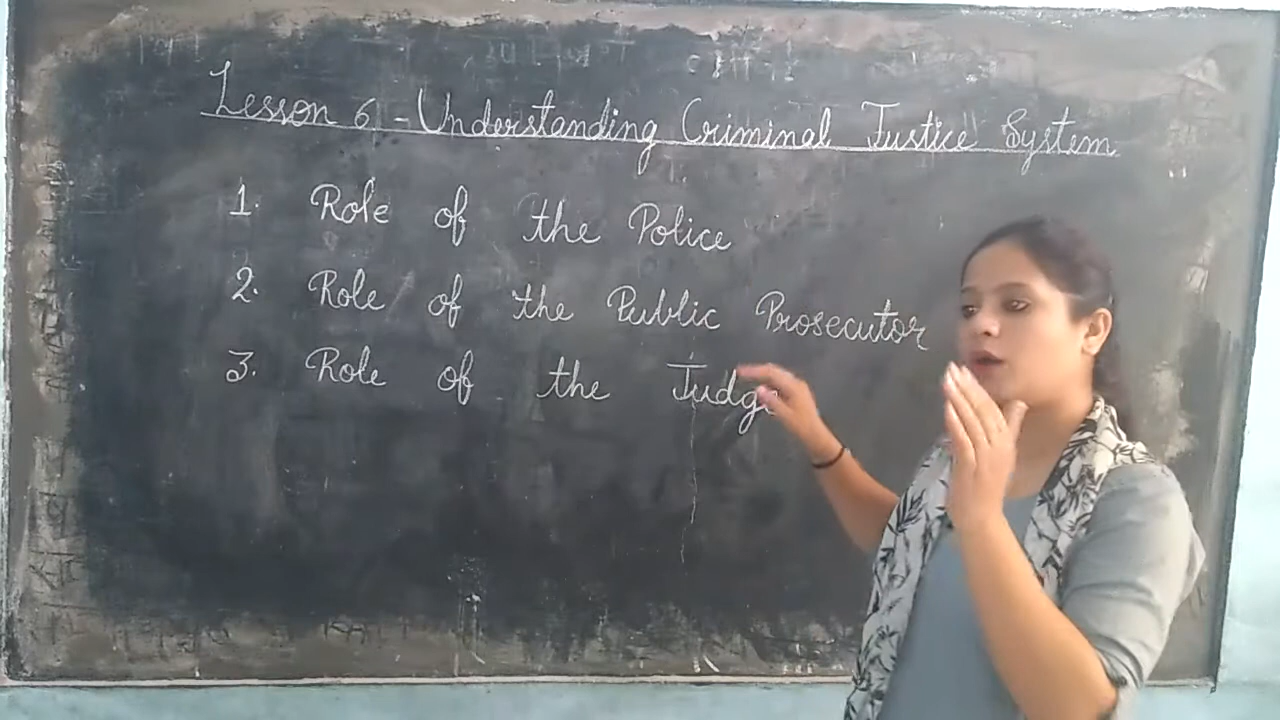 Lesson 6 - Understanding Criminal Justice System
1. Role of the Police
2. Role of the Public Prosecutor
3. Role of the Judge